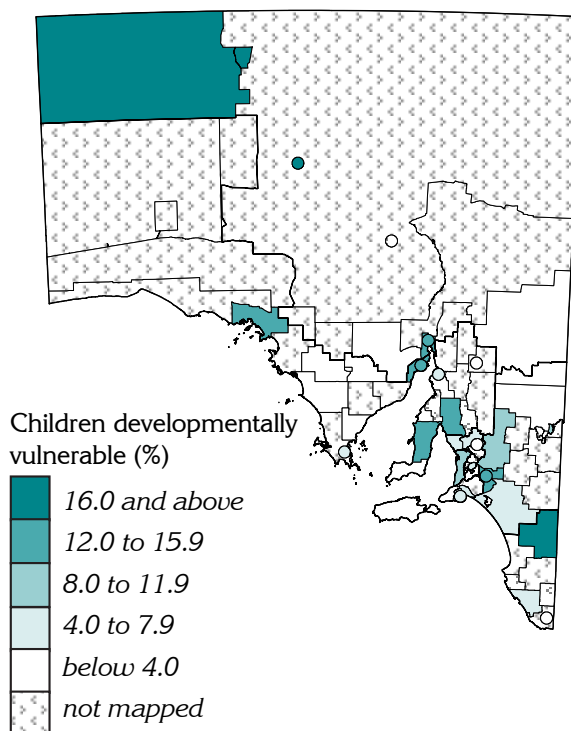 Children developmentally
vulnerable (%)
16.0 and above
12.0 to 15.9
8.0 to 11.9
4.0 to 7.9
below 4.0
not mapped